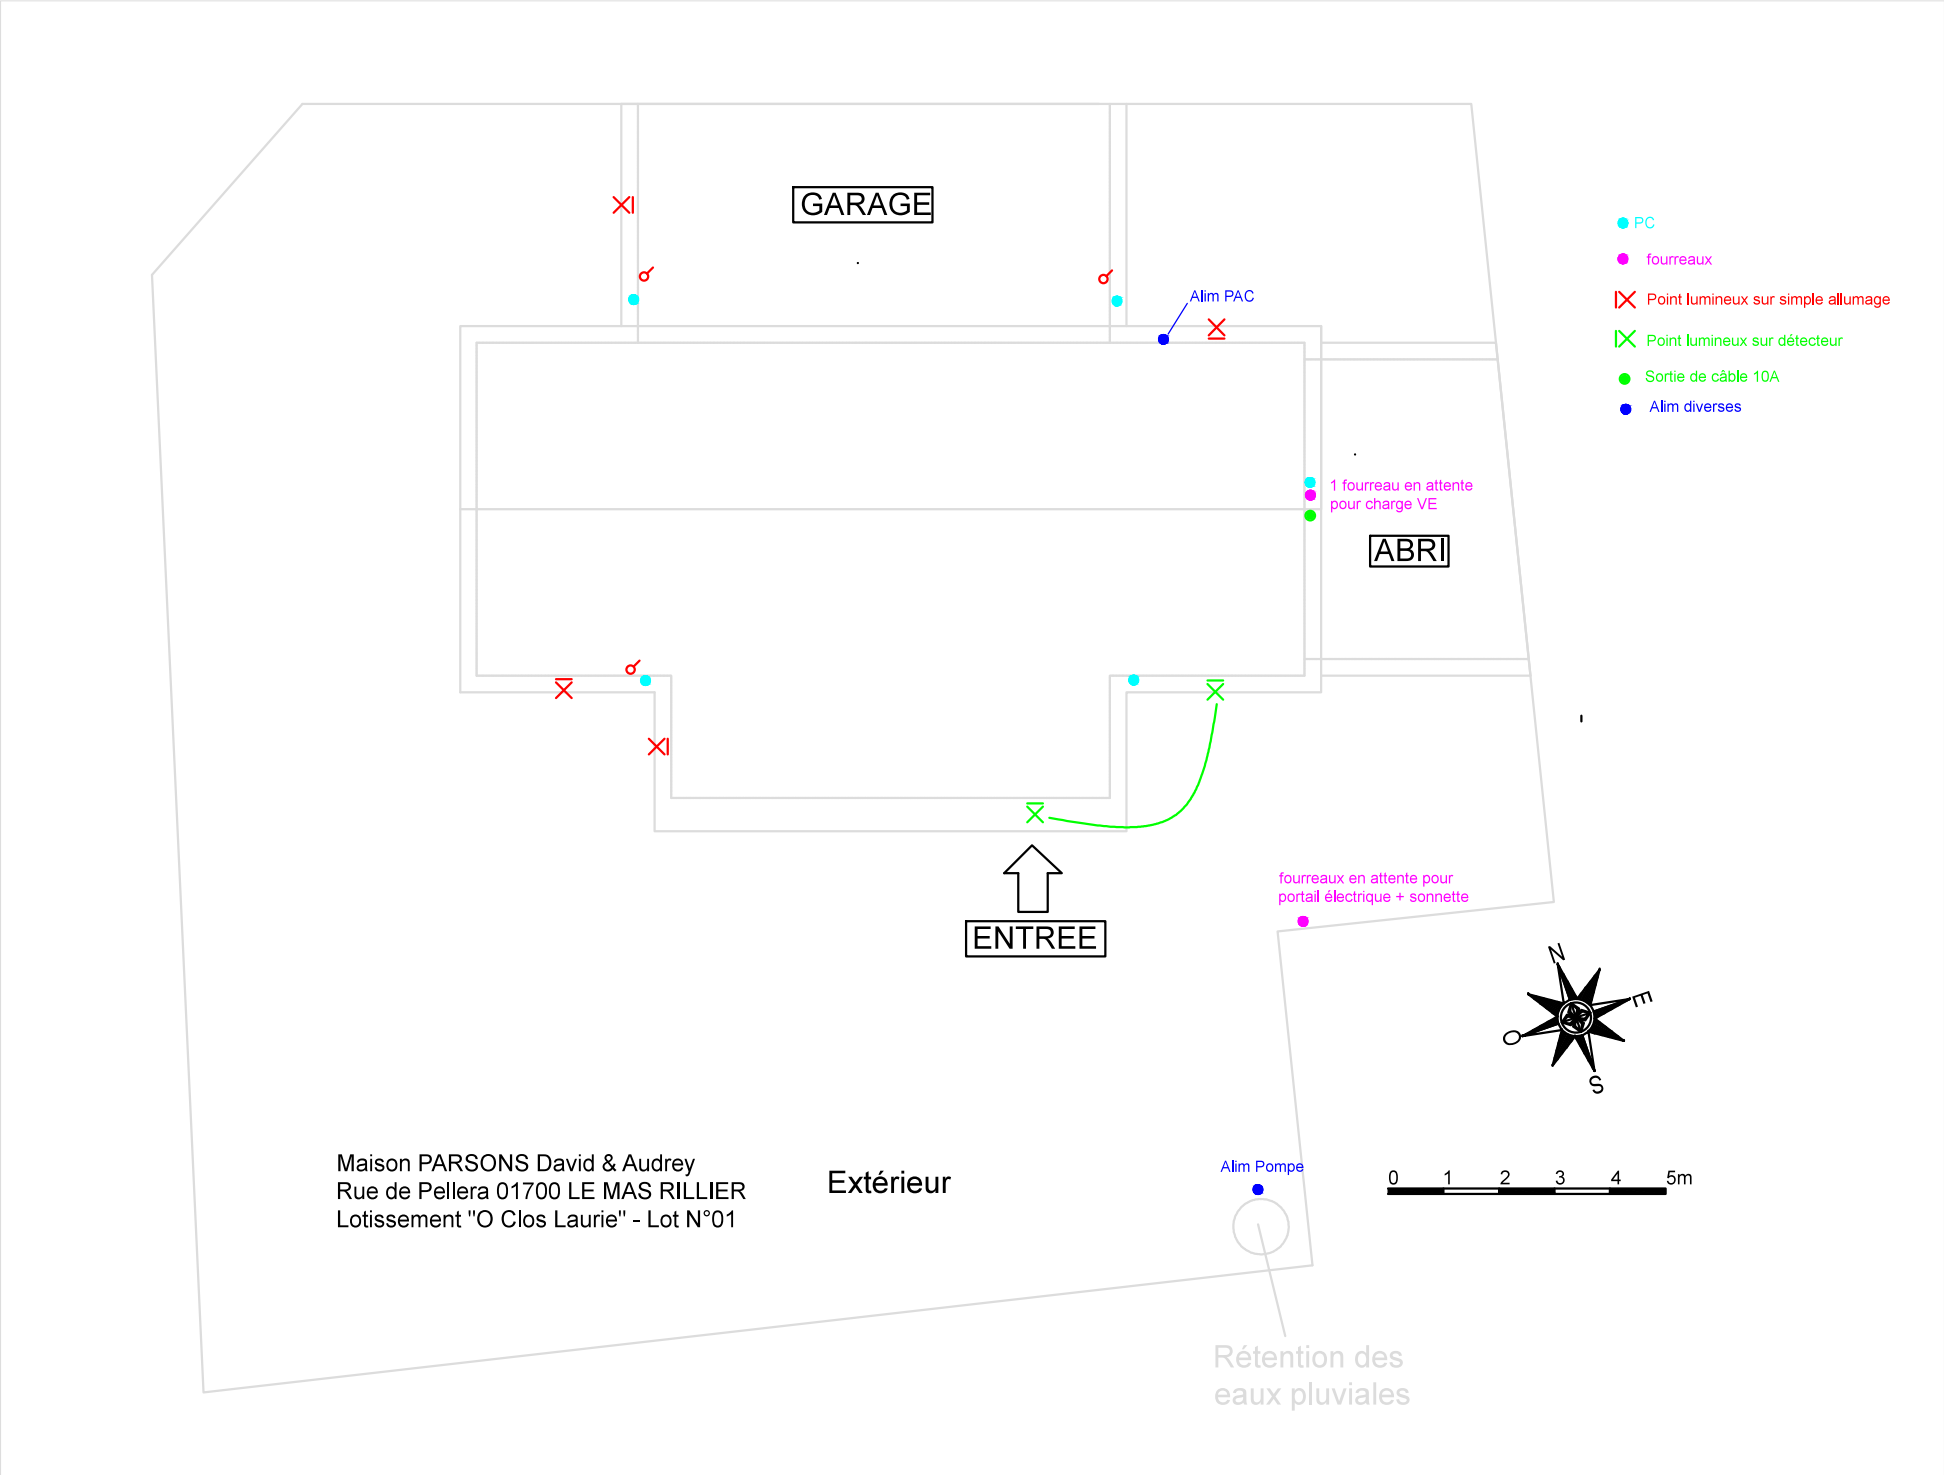 GARAGE
PC
fourreaux
Alim PAC
Point lumineux sur simple allumage
Point lumineux sur détecteur
Sortie de câble 10A
Alim diverses
1 fourreau en attente
pour charge VE
ABRI
fourreaux en attente pour
portail électrique + sonnette
ENTREE
N
E
O
S
Maison PARSONS David & Audrey
Rue de Pellera 01700 LE MAS RILLIER
Lotissement "O Clos Laurie" - Lot N°01
Extérieur
Alim Pompe
0 1 2 3 4 5m
Rétention des
eaux pluviales